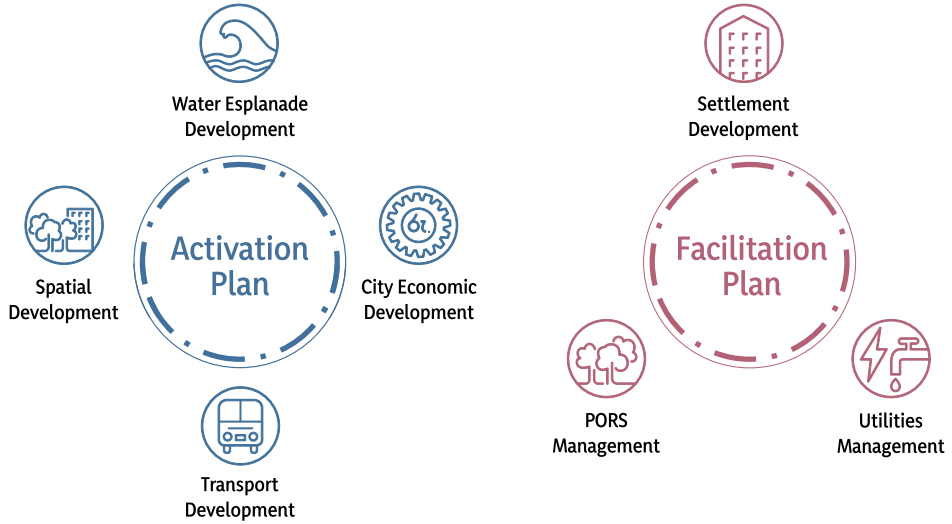 Water Esplanade
Development
Spatial
Development
Activation
Plan
රු.
City Economic
Development
Transport
Development
Settlement
Development
Facilitation
Plan
PORS
Management
Utilities
Management